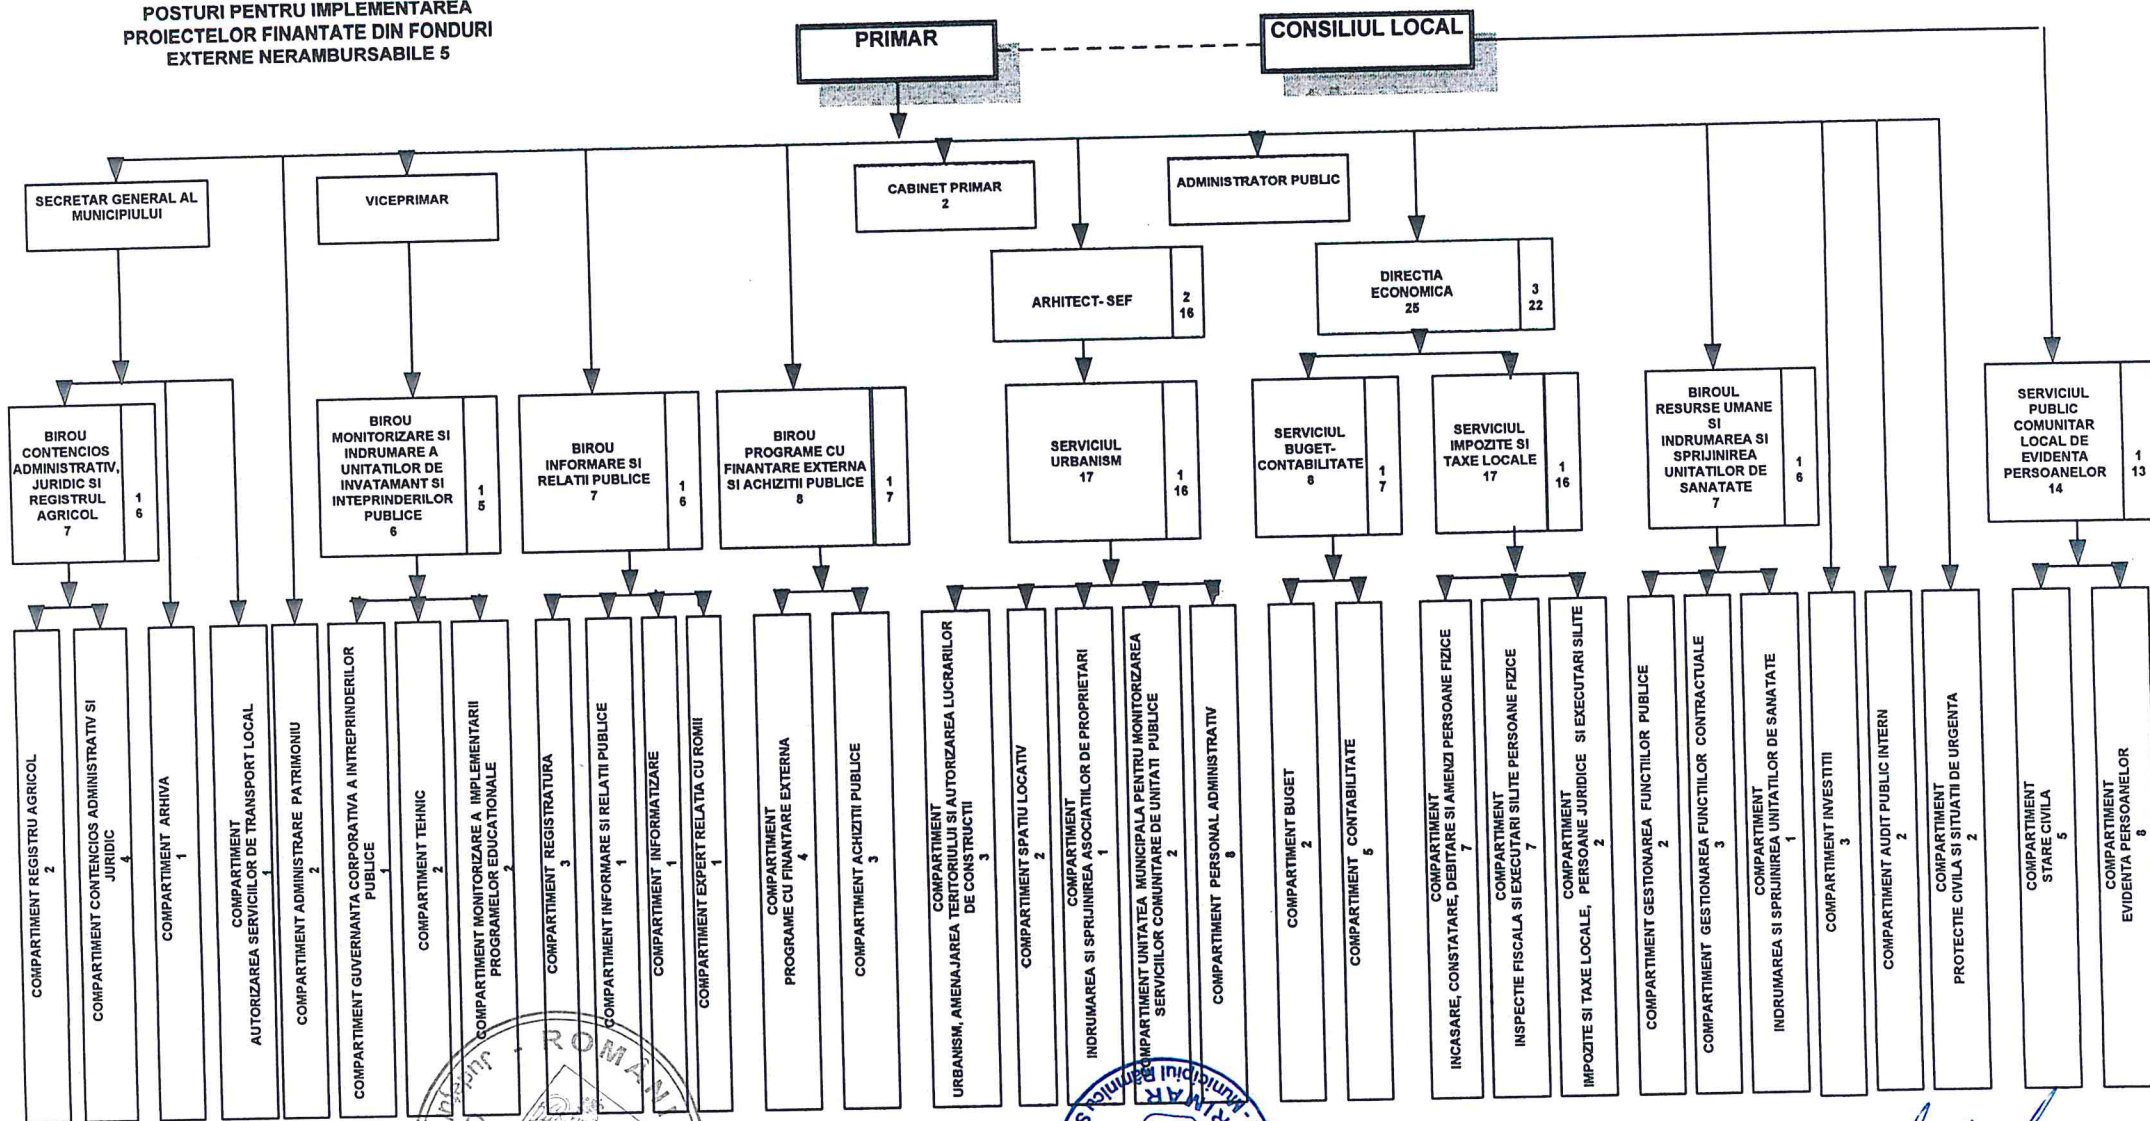 POSTURI PENTRU IMPLEMENTAREA
PROIECTELOR FINANTATE DIN FONDURI
EXTERNE NERAMBURSABILE 5
PRIMAR
CONSILIUL LOCAL
SECRETAR GENERAL AL
MUNICIPIULUI
VICEPRIMAR
CABINET PRIMAR
2
ADMINISTRATOR PUBLIC
ARHITECT- SEF
2
16
DIRECTIA
ECONOMICA
25
3
22
BIROU
CONTENCIOS
ADMINISTRATIV,
JURIDIC SI
REGISTRUL
AGRICOL
7
1
6
BIROU
MONITORIZARE SI
INDRUMARE A
UNITATILOR DE
INVATAMANT SI
INTEPRINDERILOR
PUBLICE
6
1
5
BIROU
INFORMARE SI
RELATII PUBLICE
7
1
6
BIROU
PROGRAME CU
FINANTARE EXTERNA
SI ACHIZITII PUBLICE
8
1
7
SERVICIUL
URBANISM
17
1
16
SERVICIUL
BUGET-
CONTABILITATE
8
1
7
SERVICIUL
IMPOZITE SI
TAXE LOCALE
17
1
16
BIROUL
RESURSE UMANE
SI
INDRUMAREA SI
SPRIJINIREA
UNITATILOR DE
SANATATE
7
1
6
SERVICIUL
PUBLIC
COMUNITAR
LOCAL DE
EVIDENTA
PERSOANELOR
14
1
13
COMPARTIMENT REGISTRU AGRICOL
2
COMPARTIMENT CONTENCIOS ADMINISTRATIV SI
JURIDIC
4
COMPARTIMENT ARHIVA
1
COMPARTIMENT
AUTORIZAREA SERVICIILOR DE TRANSPORT LOCAL
1
COMPARTIMENT ADMINISTRARE PATRIMONIU
2
COMPARTIMENT GUVERNANTA CORPORATIVA A INTREPRINDERILOR
PUBLICE
1
COMPARTIMENT TEHNIC
2
COMPARTIMENT MONITORIZARE A IMPLEMENTARII
PROGRAMELOR EDUCATIONALE
2
COMPARTIMENT REGISTRATURA
3
COMPARTIMENT INFORMARE SI RELATII PUBLICE
1
COMPARTIMENT INFORMATIZARE
1
COMPARTIMENT EXPERT RELATIA CU ROMII
1
COMPARTIMENT
PROGRAME CU FINANTARE EXTERNA
4
COMPARTIMENT ACHIZITII PUBLICE
3
COMPARTIMENT
URBANISM, AMENAJAREA TERITORIULUI SI AUTORIZAREA LUCRARILOR
DE CONSTRUCTII
3
COMPARTIMENT SPATIU LOCATIV
2
COMPARTIMENT
INDRUMAREA SI SPRIJINIREA ASOCIATIILOR DE PROPRIETARI
1
COMPARTIMENT UNITATEA MUNICIPALA PENTRU MONITORIZAREA
SERVICIILOR COMUNITARE DE UNITATI PUBLICE
2
COMPARTIMENT PERSONAL ADMINISTRATIV
8
COMPARTIMENT BUGET
2
COMPARTIMENT CONTABILITATE
5
COMPARTIMENT
INCASARE, CONSTATARE, DEBITARE SI AMENZI PERSOANE FIZICE
7
COMPARTIMENT
INSPECTIE FISCALA SI EXECUTARI SILITE PERSOANE FIZICE
7
COMPARTIMENT
IMPOZITE SI TAXE LOCALE, PERSOANE JURIDICE SI EXECUTARI SILITE
2
COMPARTIMENT GESTIONAREA FUNCTIILOR PUBLICE
2
COMPARTIMENT GESTIONAREA FUNCTIILOR CONTRACTUALE
3
COMPARTIMENT
INDRUMAREA SI SPRIJINIREA UNITATILOR DE SANATATE
1
COMPARTIMENT INVESTITII
3
COMPARTIMENT AUDIT PUBLIC INTERN
2
COMPARTIMENT
PROTECTIE CIVILA SI SITUATII DE URGENTA
2
COMPARTIMENT
STARE CIVILA
5
COMPARTIMENT
EVIDENTA PERSOANELOR
8